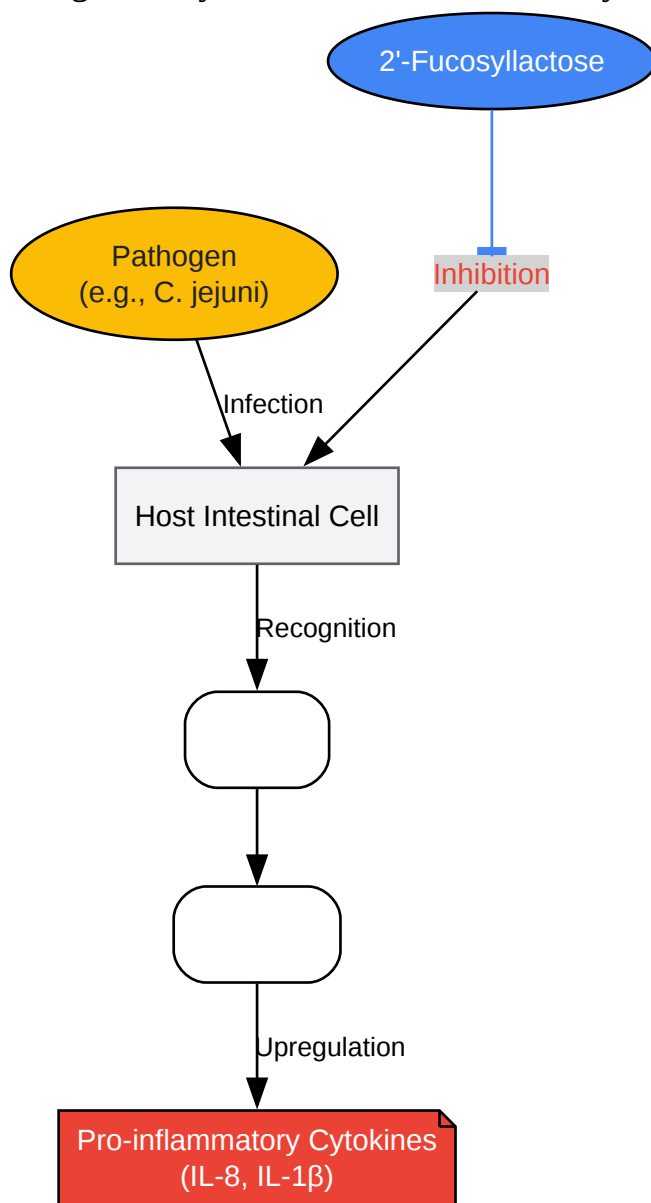 2'-Fucosyllactose
Pathogen
(e.g., C. jejuni)
Inhibition
Infection
Host Intestinal Cell
Recognition
Upregulation
Pro-inflammatory Cytokines
(IL-8, IL-1β)